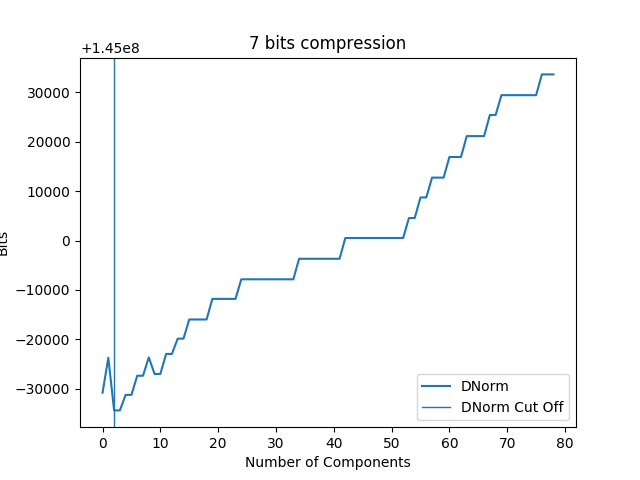 7 bits compression
+1.45e8
30000
20000
10000
0
−10000
−20000
−30000
Bits
0 10 20 30 40 50 60 70 80
Number of Components
DNorm
DNorm Cut Off